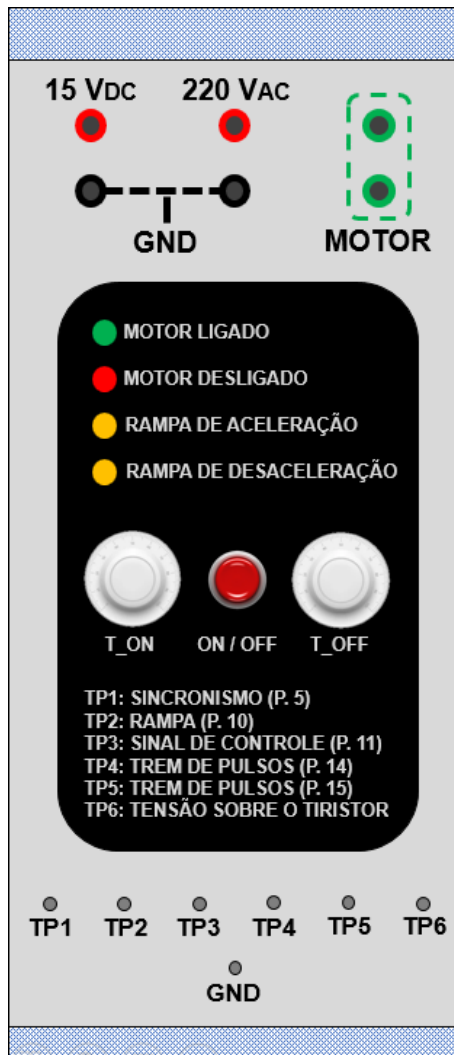 15 VDC 220 VAC
GND MOTOR
MOTOR LIGADO
MOTOR DESLIGADO
RAMPA DE ACELERAÇÃO
RAMPA DE DESACELERAÇÃO
T_ON ON / OFF T_OFF
TP1: SINCRONISMO (P. 5)
TP2: RAMPA (P. 10)
TP3: SINAL DE CONTROLE (P. 11)
TP4: TREM DE PULSOS (P. 14)
TP5: TREM DE PULSOS (P. 15)
TP6: TENSÃO SOBRE O TIRISTOR
TP1 TP2 TP3 TP4 TP5 TP6
GND